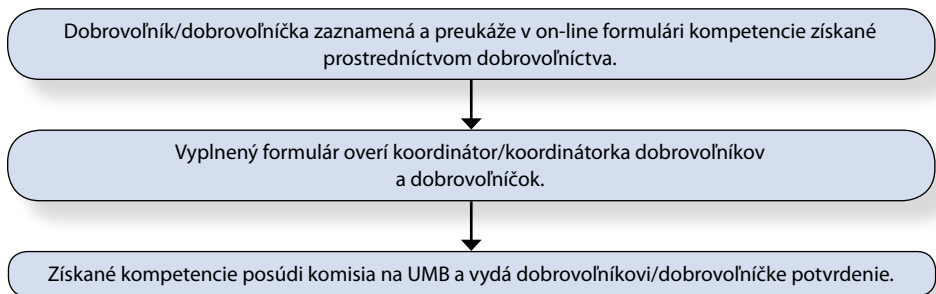 Dobrovoľník/dobrovoľníčka zaznamená a preukáže v on-line formulári kompetencie získané
prostredníctvom dobrovoľníctva.
Vyplnený formulár overí koordinátor/koordinátorka dobrovoľníkov
a dobrovoľníčok.
Získané kompetencie posúdi komisia na UMB a vydá dobrovoľníkovi/dobrovoľníčke potvrdenie.